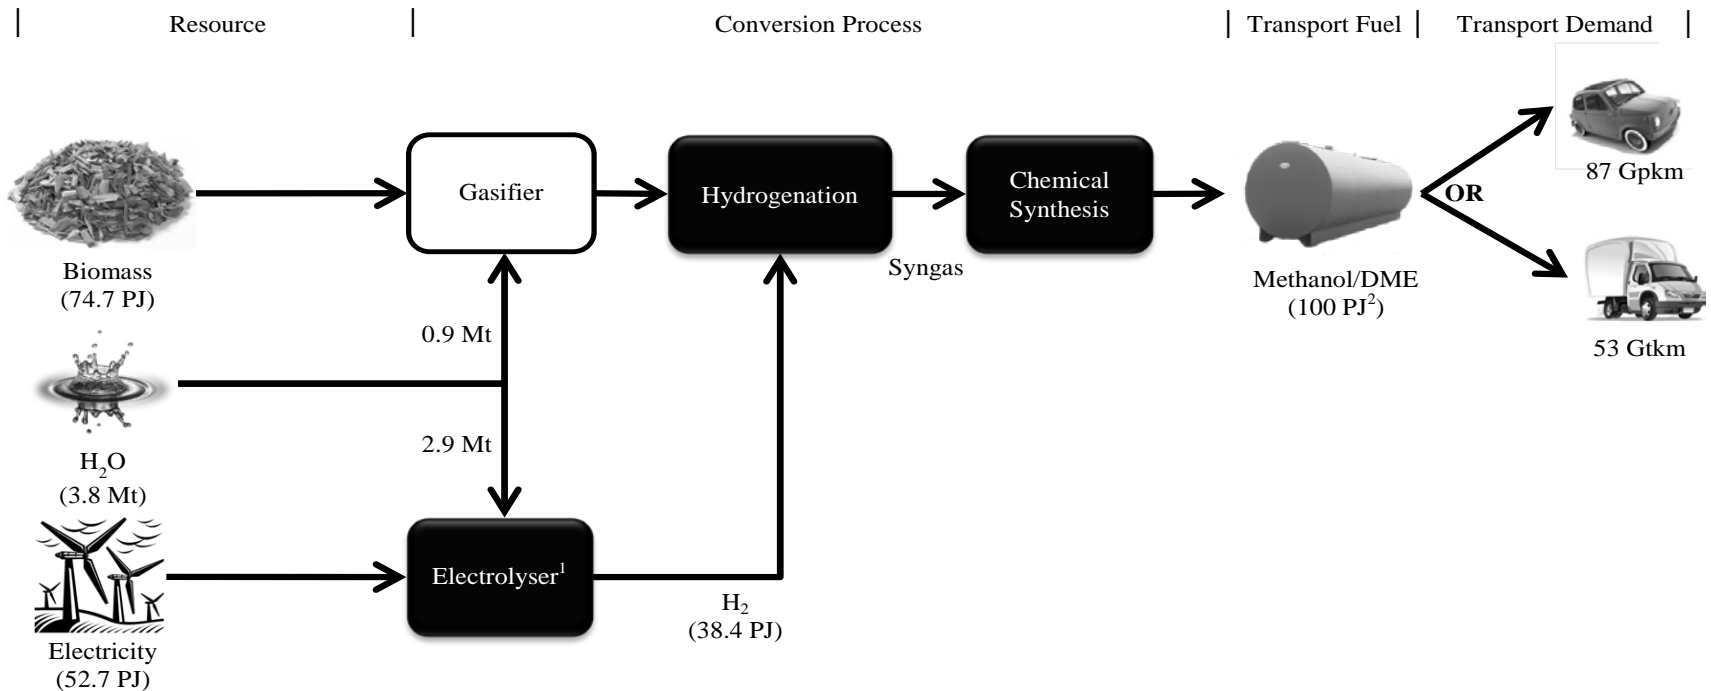 Resource
Conversion Process
Transport Fuel
Transport Demand
Gasifier
Hydrogenation
Chemical
Synthesis
87 Gpkm
OR
Biomass
(74.7 PJ)
Syngas
Methanol/DME
(100 PJ²)
0.9 Mt
53 Gtkm
2.9 Mt
H₂O
(3.8 Mt)
Electrolyser¹
H₂
(38.4 PJ)
Electricity
(52.7 PJ)